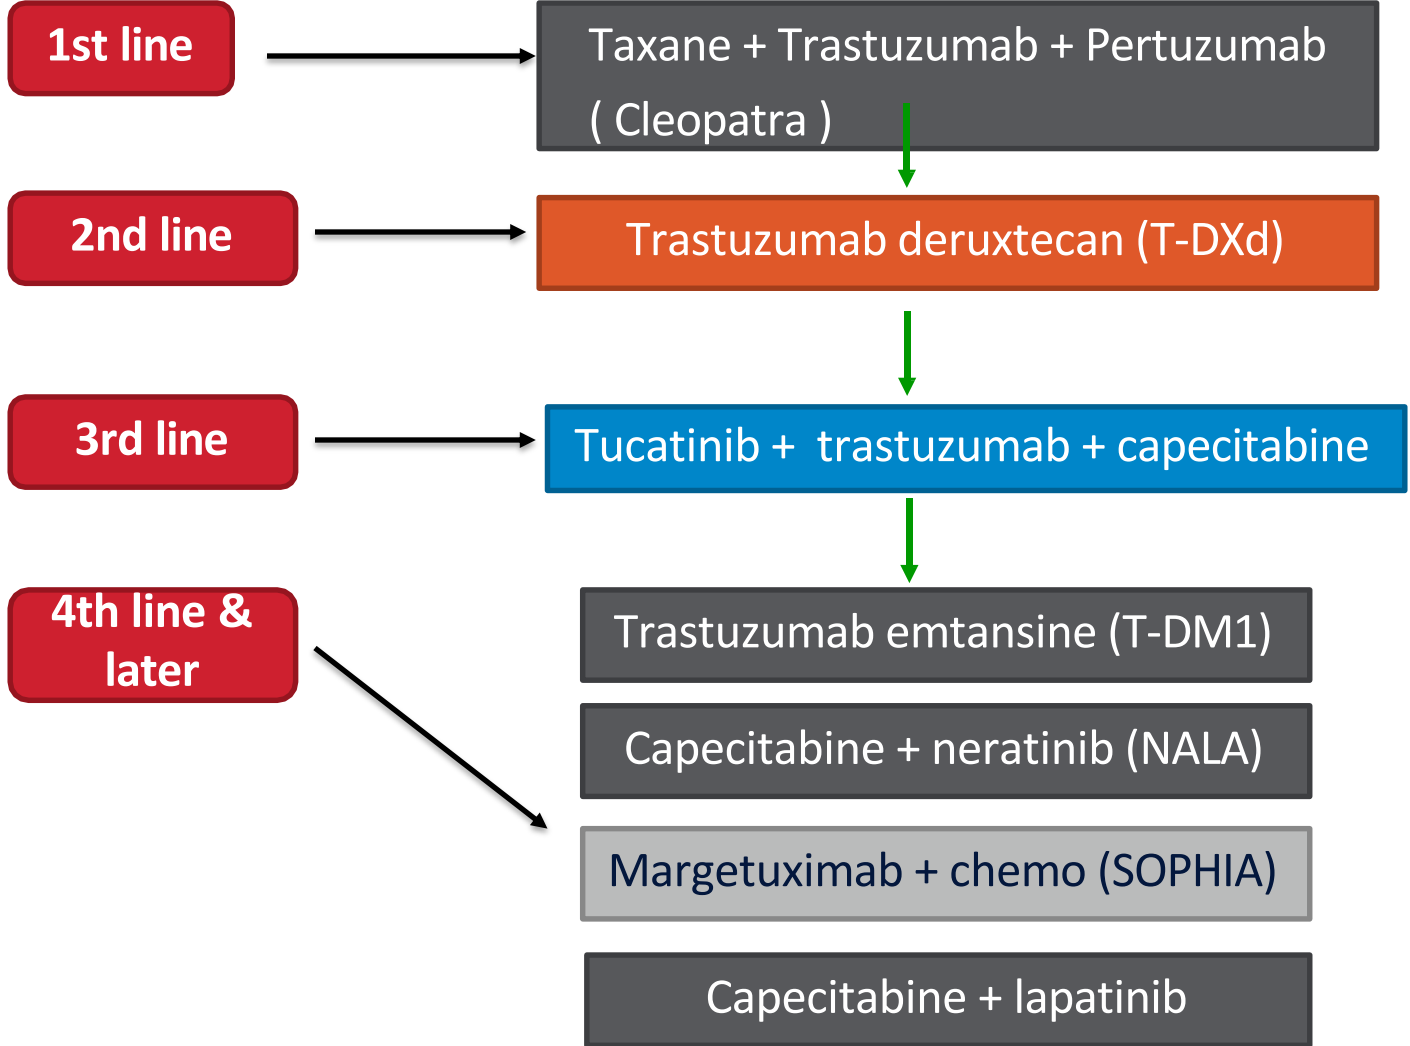 1st line
Taxane + Trastuzumab + Pertuzumab
( Cleopatra )
2nd line
Trastuzumab deruxtecan (T-DXd)
3rd line
Tucatinib + trastuzumab + capecitabine
4th line &
later
Trastuzumab emtansine (T-DM1)
Capecitabine + neratinib (NALA)
Margetuximab + chemo (SOPHIA)
Capecitabine + lapatinib